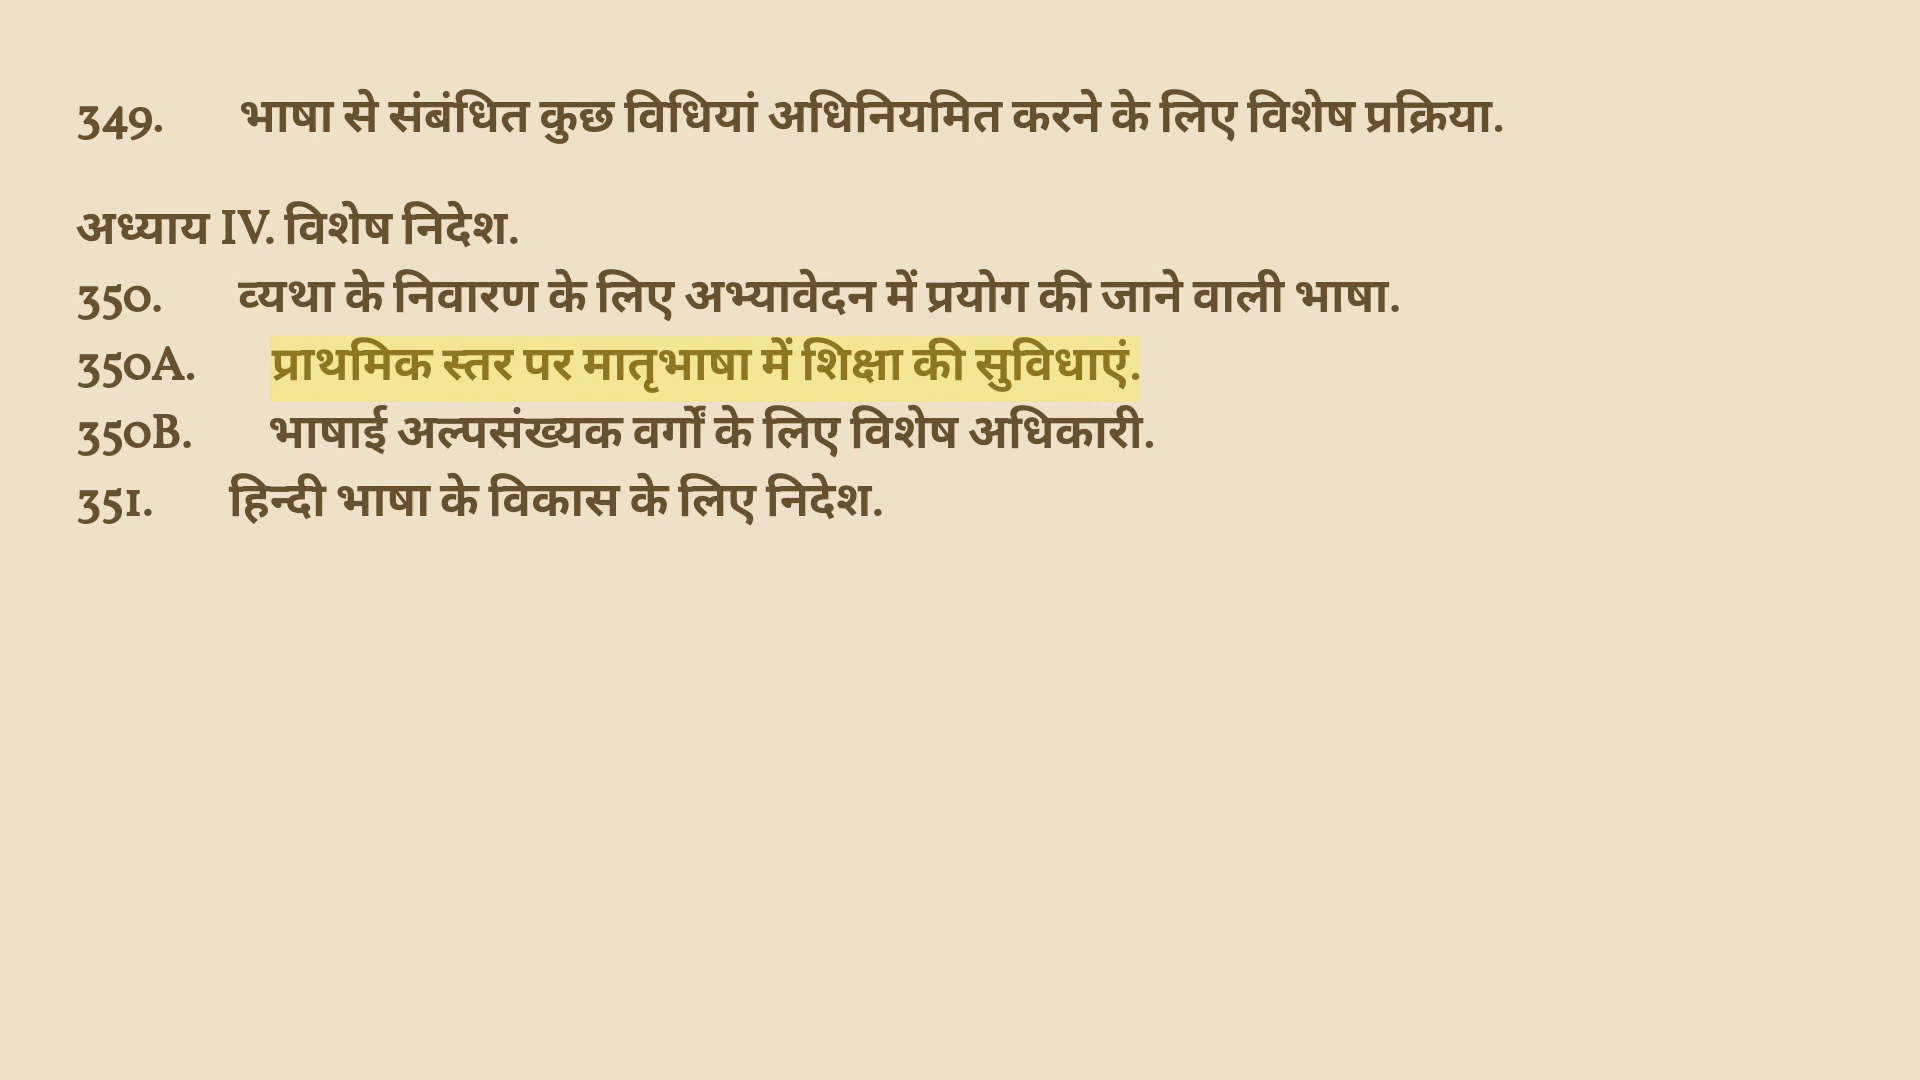 349. भाषा से संबंधित कुछ विधियां अधिनियमित करने के लिए विशेष प्रक्रिया.
अध्याय IV. विशेष निदेश.
350. व्यथा के निवारण के लिए अभ्यावेदन में प्रयोग की जाने वाली भाषा.
350A. प्राथमिक स्तर पर मातृभाषा में शिक्षा की सुविधाएं.
350B. भाषाई अल्पसंख्यक वर्गों के लिए विशेष अधिकारी.
351. हिन्दी भाषा के विकास के लिए निदेश.